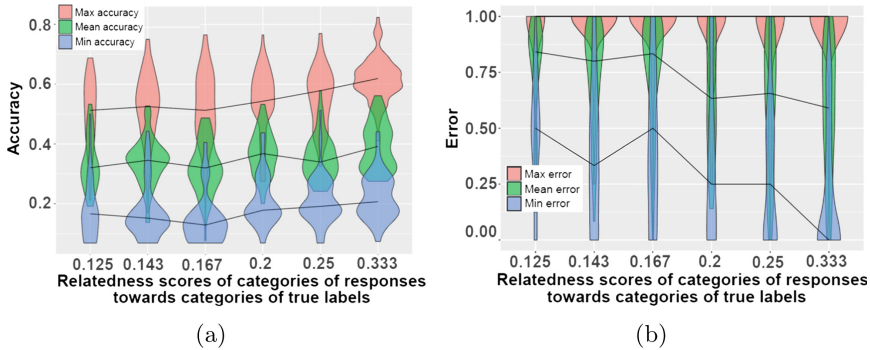 Max accuracy
Mean accuracy
Min accuracy
Accuracy
0.8
0.6
0.4
0.2
0.125 0.143 0.167 0.2 0.25 0.333
Relatedness scores of categories of responses
towards categories of true labels
(a)
Error
1.00
0.75
0.50
0.25
0.00
Max error
Mean error
Min error
0.125 0.143 0.167 0.2 0.25 0.333
Relatedness scores of categories of responses
towards categories of true labels
(b)